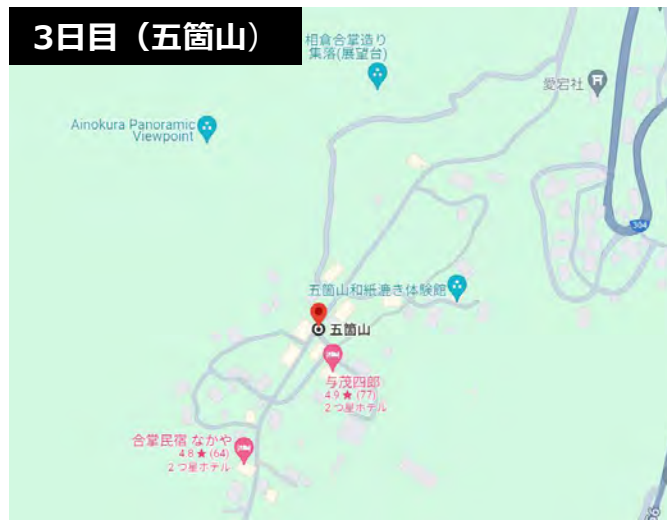 3日目（五箇山）
相倉合掌造り
集落(展望台)
愛宕社
Ainokura Panoramic
Viewpoint
304
五箇山和紙漉き体験館
五箇山
与茂四郎
4.9 ★ (77)
2 つ星ホテル
合掌民宿 なかや
4.8 ★ (64)
2 つ星ホテル